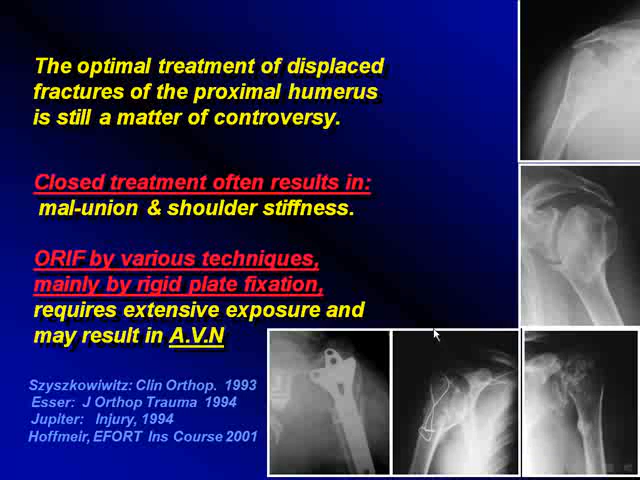 The optimal treatment of displaced
fractures of the proximal humerus
is still a matter of controversy.
Closed treatment often results in:
mal-union & shoulder stiffness.
ORIF by various techniques,
mainly by rigid plate fixation,
requires extensive exposure and
may result in A.V.N
Szyszkowiwitz: Clin Orthop. 1993
Esser: J Orthop Trauma 1994
Jupiter: Injury, 1994
Hoffmeir, EFORT Ins Course 2001